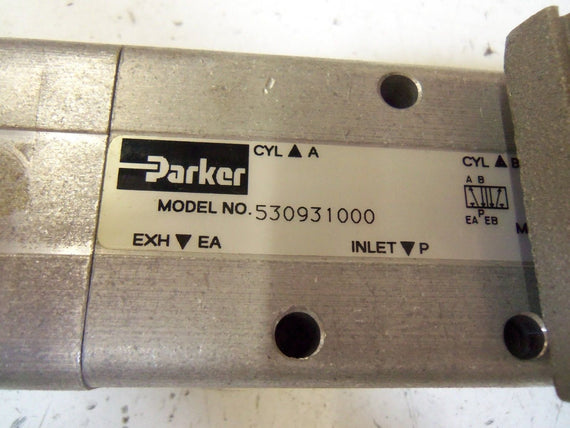 Parker
CYL ▲ A
CYL ▲ B
A B
P
EA EB
MODEL NO. 530931000
EXH ▼ EA
INLET ▼ P
M